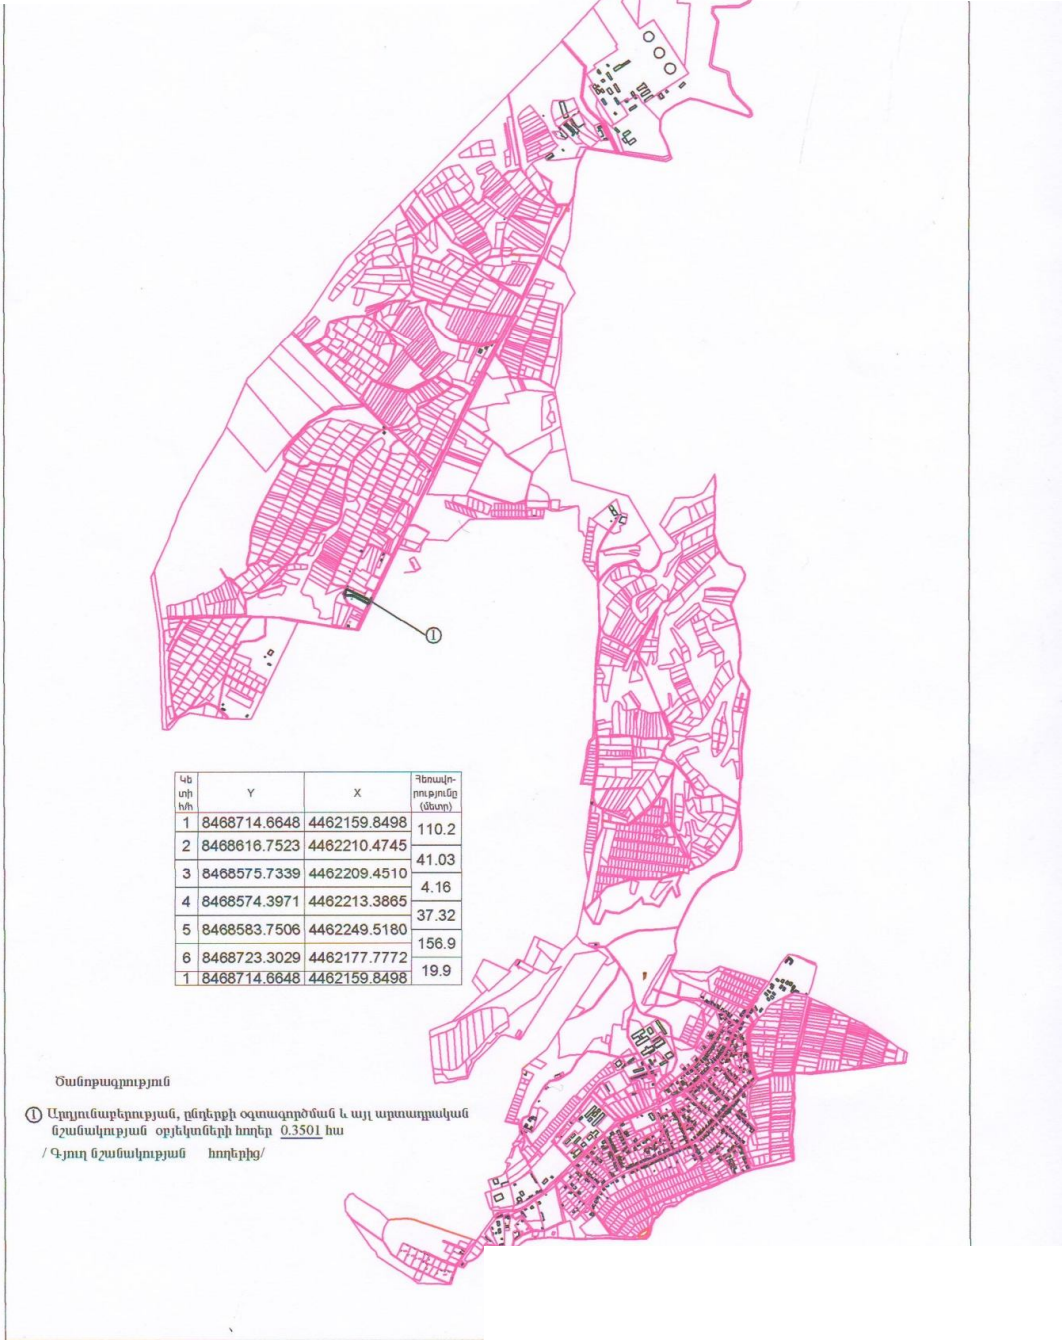 Կե
տի
հ/հ
Y
X
Հեռավո-
րությունը
(մետր)
1 8468714.6648 4462159.8498
110.2
2 8468616.7523 4462210.4745
41.03
3 8468575.7339 4462209.4510
4.16
4 8468574.3971 4462213.3865
37.32
5 8468583.7506 4462249.5180
156.9
6 8468723.3029 4462177.7772
19.9
1 8468714.6648 4462159.8498
1
Ծանոթագրություն
1 Արդյունաբերության, ընդերքի օգտագործման և այլ արտադրական
նշանակության օբյեկտների հողեր 0.3501 հա
/ Գյուղ նշանակության հողերից/